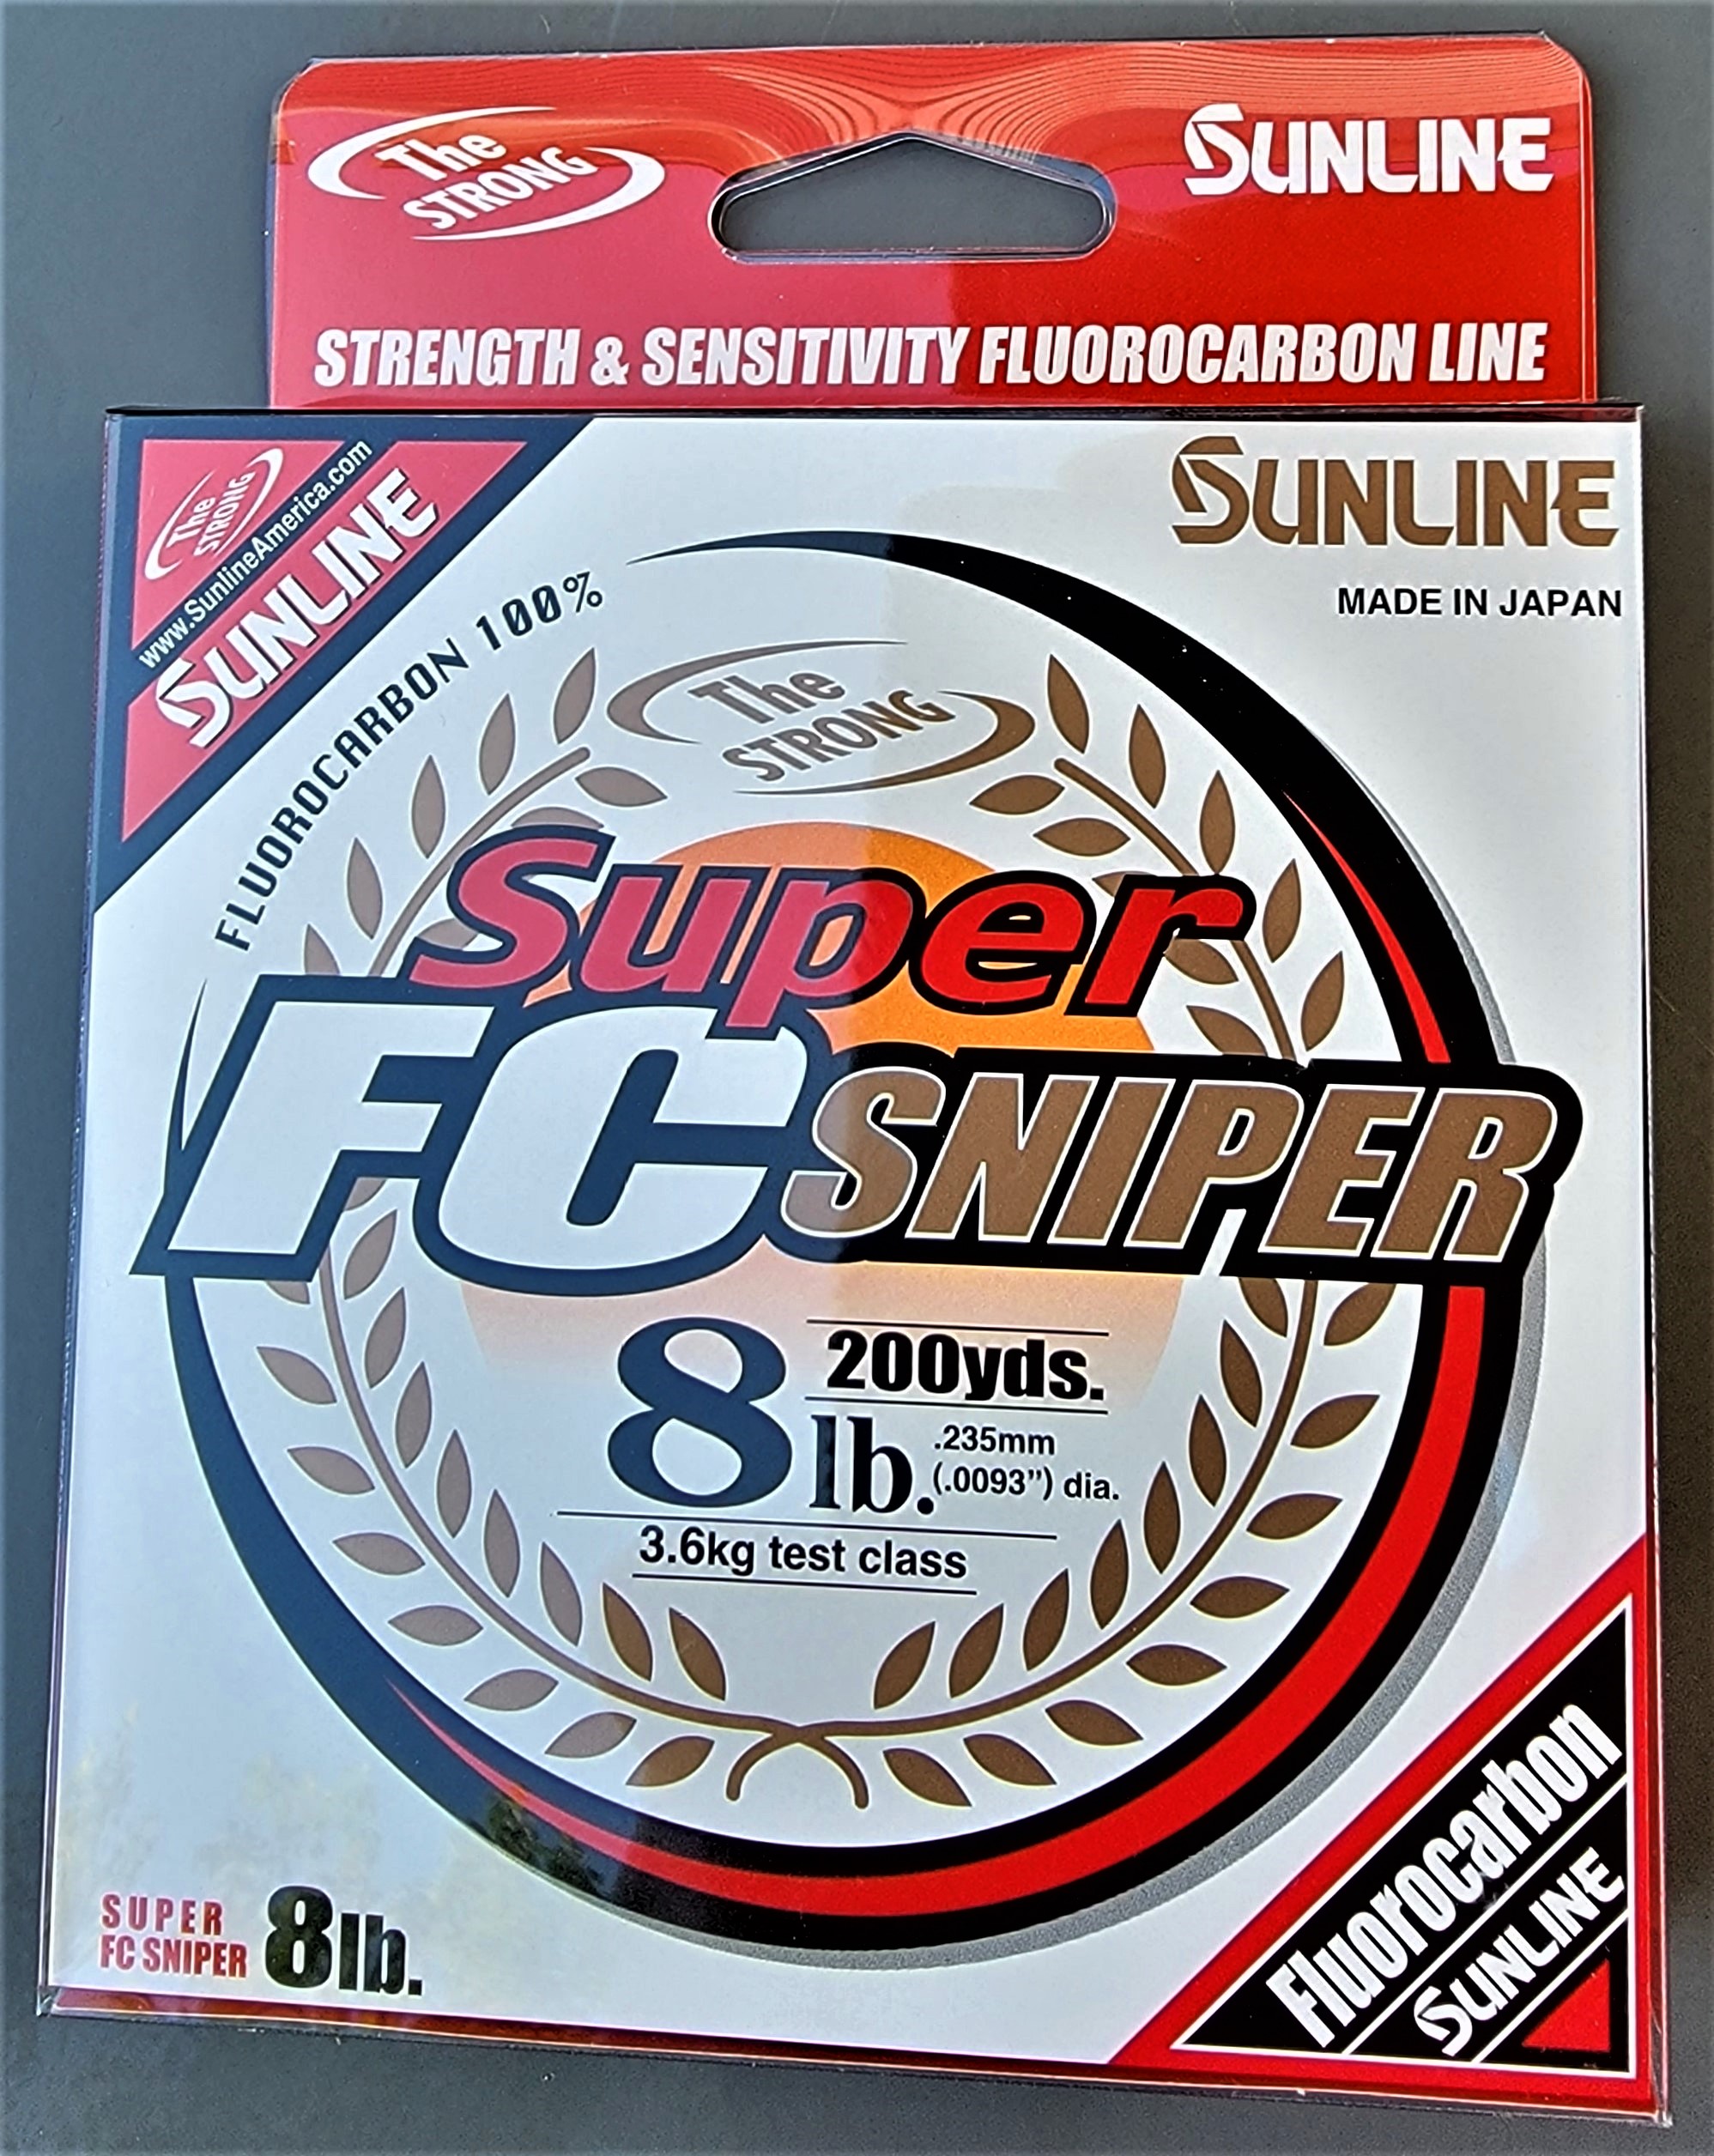 The
STRONG
SUNLINE
STRENGTH & SENSITIVITY FLUOROCARBON LINE
The
STRONG
www.SunlineAmerica.com
SUNLINE
SUNLINE
MADE IN JAPAN
FLUOROCARBON 100%
The
STRONG
Super
FC SNIPER
8 lb.
200yds.
.235mm
(.0093”) dia.
3.6kg test class
SUPER
FC SNIPER
8lb.
Fluorocarbon
SUNLINE